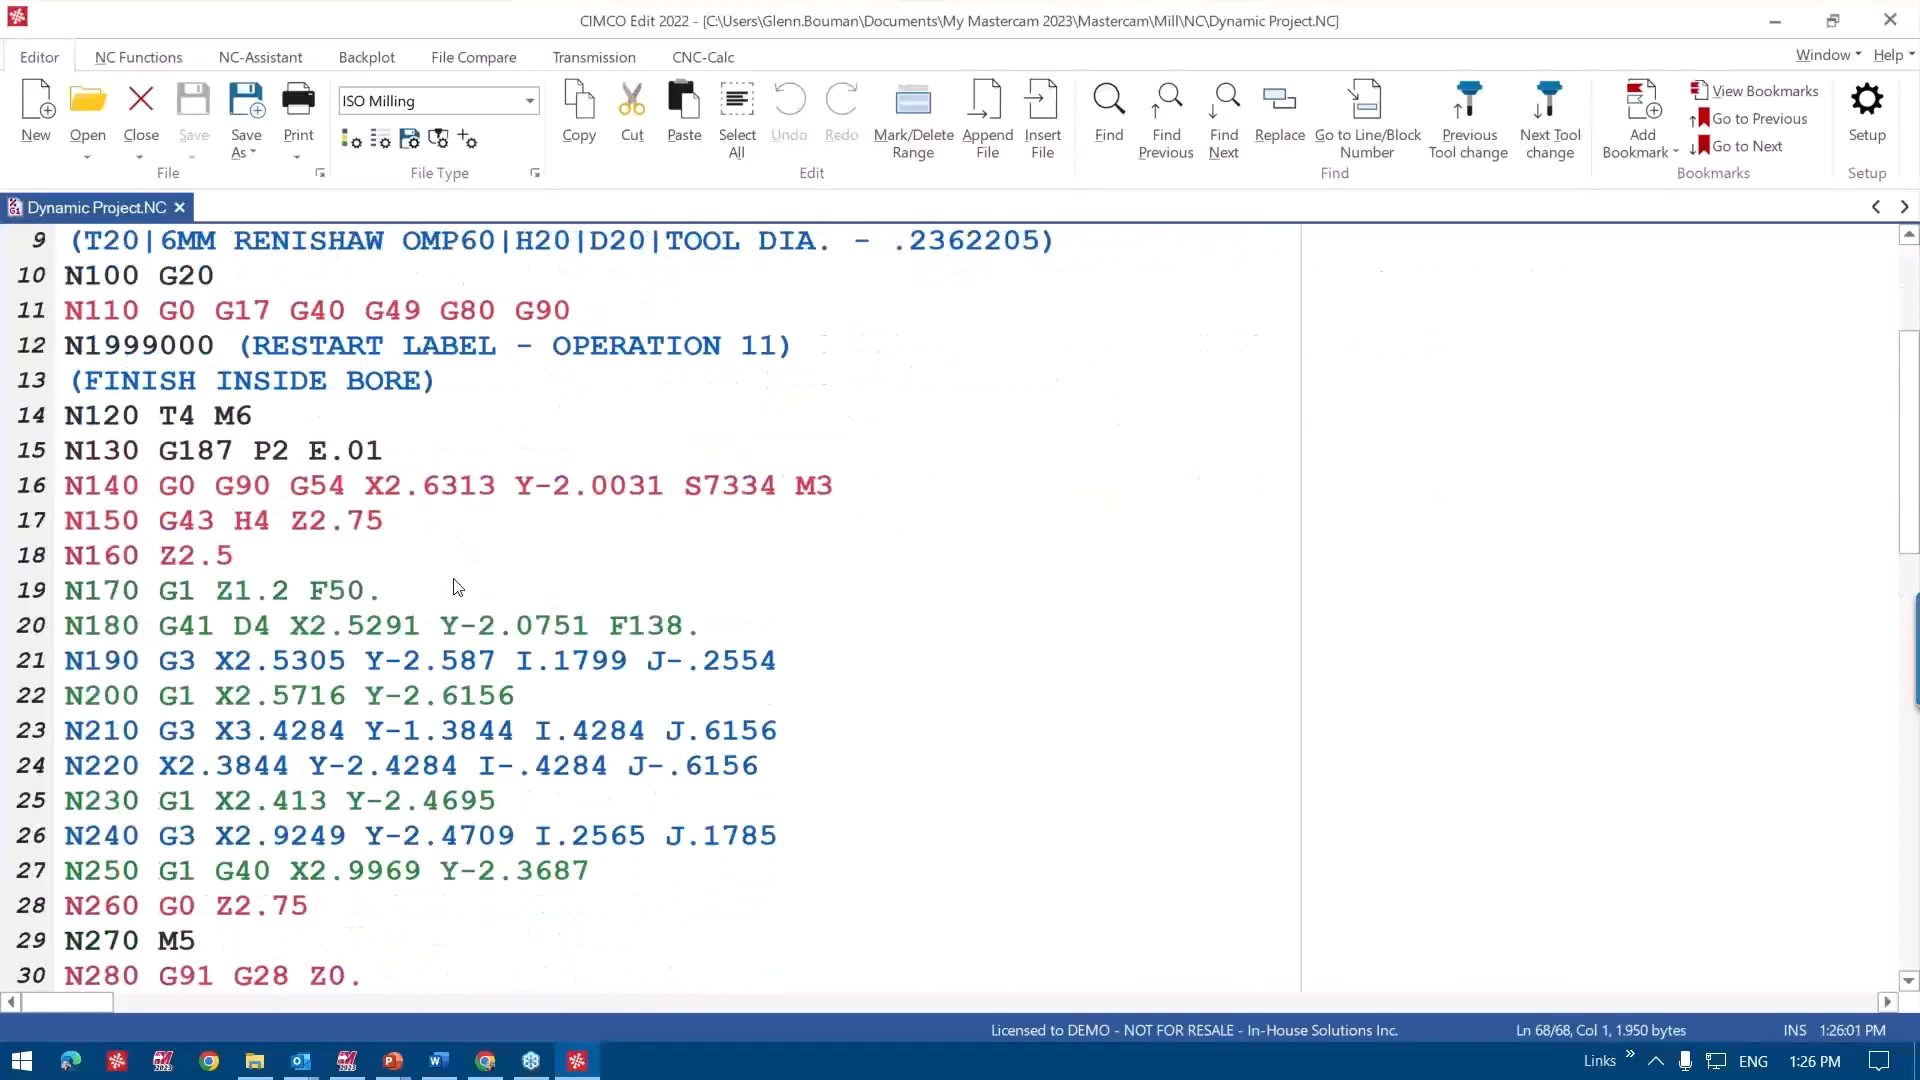 CIMCO Edit 2022 - [C:\Users\Glenn.Bouman\Documents\My Mastercam 2023\Mastercam\Mill\NC\Dynamic Project.NC]
Editor NC Functions NC-Assistant Backplot File Compare Transmission CNC-Calc Window Help
New Open Close Save Save As Print
ISO Milling
Copy Cut Paste Select All Undo Redo Mark/Delete Range Append File Insert File
Find Find Previous Find Next Replace Go to Line/Block Number Previous Tool change Next Tool change
Add Bookmark View Bookmarks
Go to Previous
Go to Next
Setup
File File Type Edit Find Bookmarks Setup
Dynamic Project.NC
9 (T20|6MM RENISHAW OMP60|H20|D20|TOOL DIA. - .2362205)
10 N100 G20
11 N110 G0 G17 G40 G49 G80 G90
12 N1999000 (RESTART LABEL - OPERATION 11)
13 (FINISH INSIDE BORE)
14 N120 T4 M6
15 N130 G187 P2 E.01
16 N140 G0 G90 G54 X2.6313 Y-2.0031 S7334 M3
17 N150 G43 H4 Z2.75
18 N160 Z2.5
19 N170 G1 Z1.2 F50.
20 N180 G41 D4 X2.5291 Y-2.0751 F138.
21 N190 G3 X2.5305 Y-2.587 I.1799 J-.2554
22 N200 G1 X2.5716 Y-2.6156
23 N210 G3 X3.4284 Y-1.3844 I.4284 J.6156
24 N220 X2.3844 Y-2.4284 I-.4284 J-.6156
25 N230 G1 X2.413 Y-2.4695
26 N240 G3 X2.9249 Y-2.4709 I.2565 J.1785
27 N250 G1 G40 X2.9969 Y-2.3687
28 N260 G0 Z2.75
29 N270 M5
30 N280 G91 G28 Z0.
Licensed to DEMO - NOT FOR RESALE - In-House Solutions Inc. Ln 68/68, Col 1, 1.950 bytes INS 1:26:01 PM
Links ENG 1:26 PM